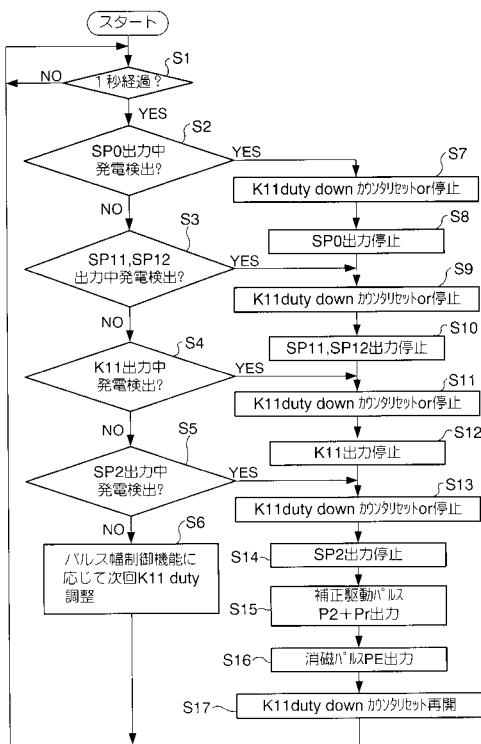 スタート
S1
NO
1秒経過?
YES
S2
SP0出力中
発電検出?
YES
S7
K11duty down カウンタリセットor停止
NO
S8
SP0出力停止
S3
SP11,SP12
出力中発電検出?
YES
S9
K11duty down カウンタリセットor停止
NO
S10
SP11,SP12出力停止
S4
K11出力中
発電検出?
YES
S11
K11duty down カウンタリセットor停止
NO
S12
K11出力停止
S5
SP2出力中
発電検出?
YES
S13
K11duty down カウンタリセットor停止
NO
S6
パルス幅制御機能に
応じて次回K11 duty
調整
S14
SP2出力停止
S15
補正駆動パルス
P2+Pr出力
S16
消磁パルスPE出力
S17
K11duty down カウンタリセット再開